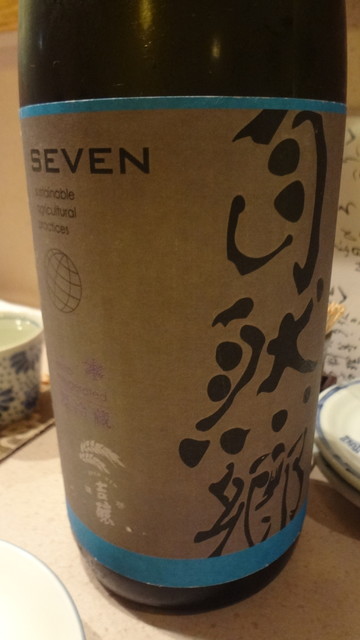 SEVEN
sustainable
agricultural
practices
自然郷